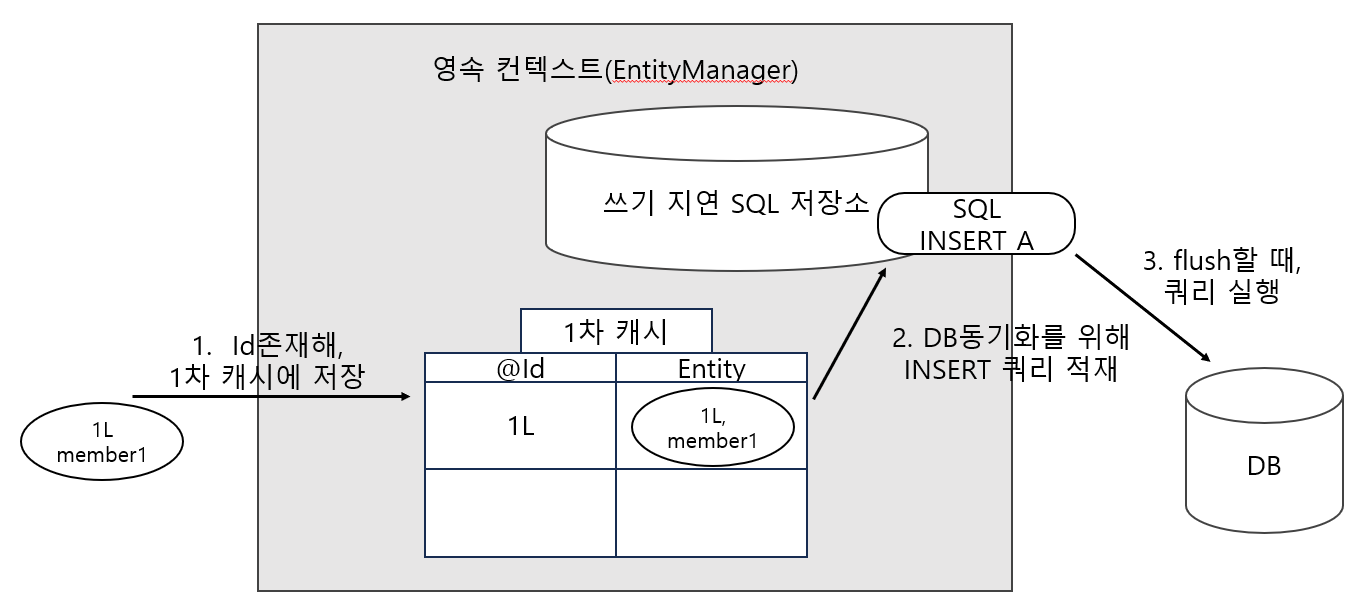 영속 컨텍스트(EntityManager)
쓰기 지연 SQL 저장소
SQL
INSERT A
3. flush할 때,
쿼리 실행
1차 캐시
1. Id존재해,
1차 캐시에 저장
2. DB동기화를 위해
INSERT 쿼리 적재
@Id
Entity
1L
member1
1L
1L,
member1
DB